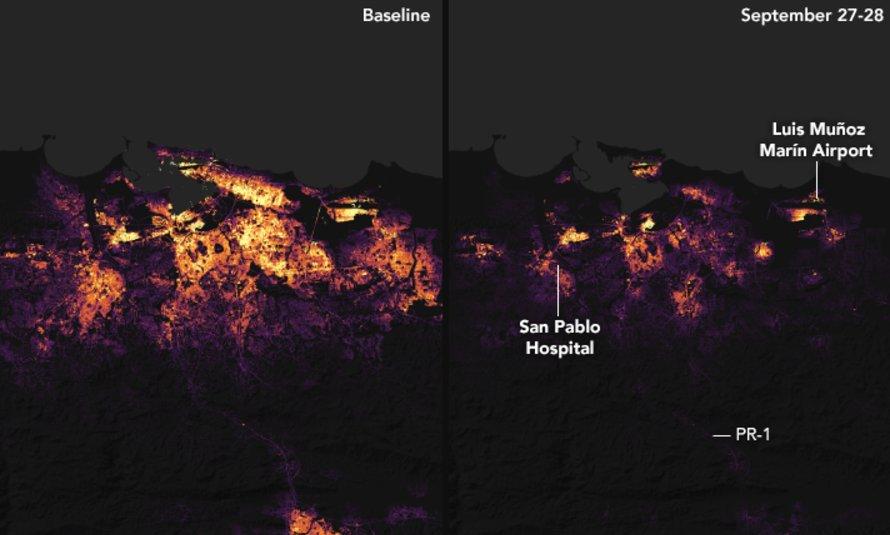 Baseline
September 27-28
Luis Muñoz
Marín Airport
San Pablo
Hospital
PR-1